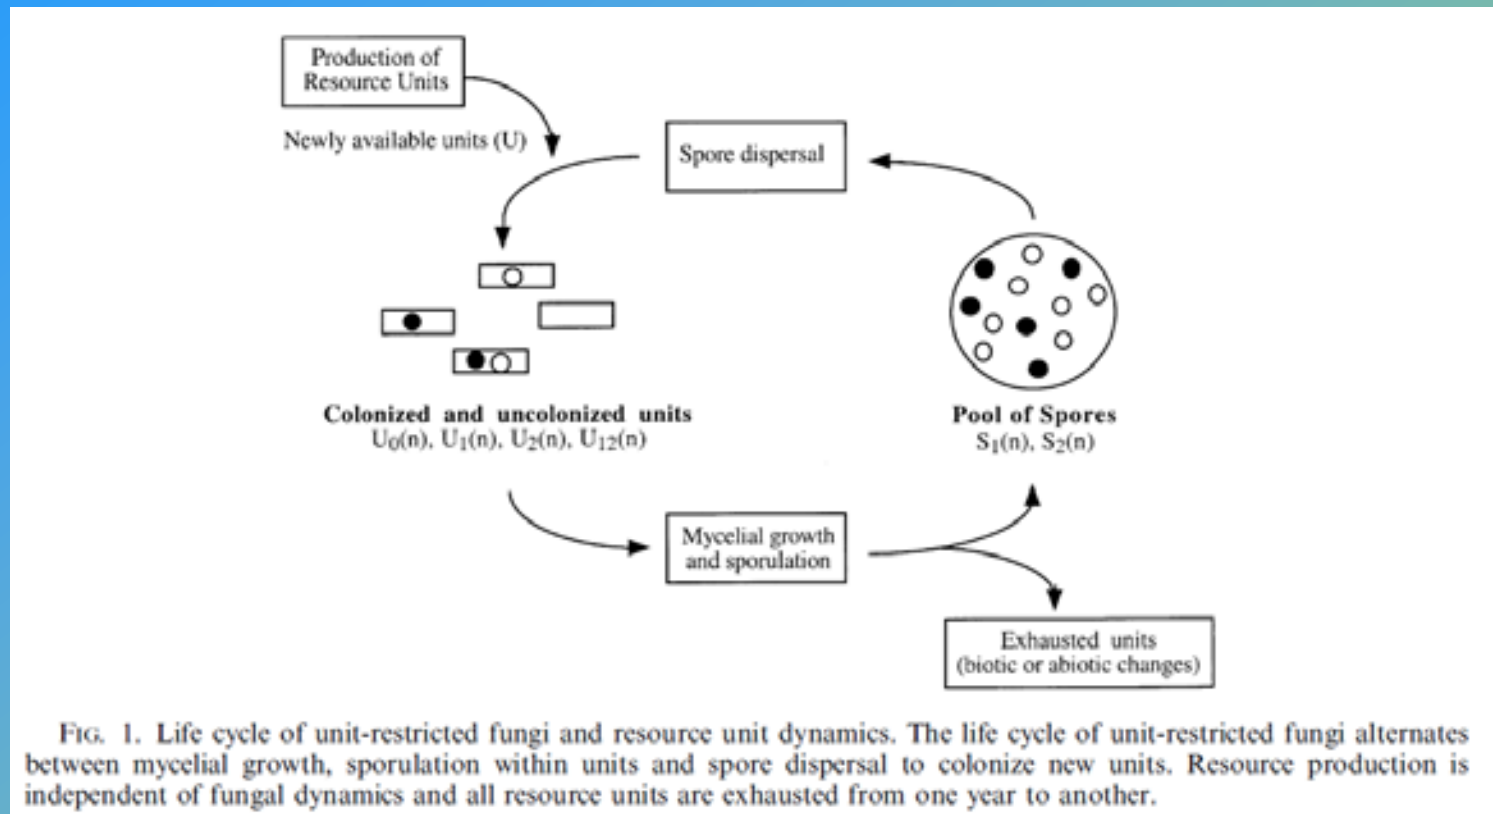 Production of
Resource Units
Newly available units (U)
Spore dispersal
Colonized and uncolonized units
U₀(n), U₁(n), U₂(n), U₁₂(n)
Pool of Spores
S₁(n), S₂(n)
Mycelial growth
and sporulation
Exhausted units
(biotic or abiotic changes)
FIG. 1. Life cycle of unit-restricted fungi and resource unit dynamics. The life cycle of unit-restricted fungi alternates
between mycelial growth, sporulation within units and spore dispersal to colonize new units. Resource production is
independent of fungal dynamics and all resource units are exhausted from one year to another.